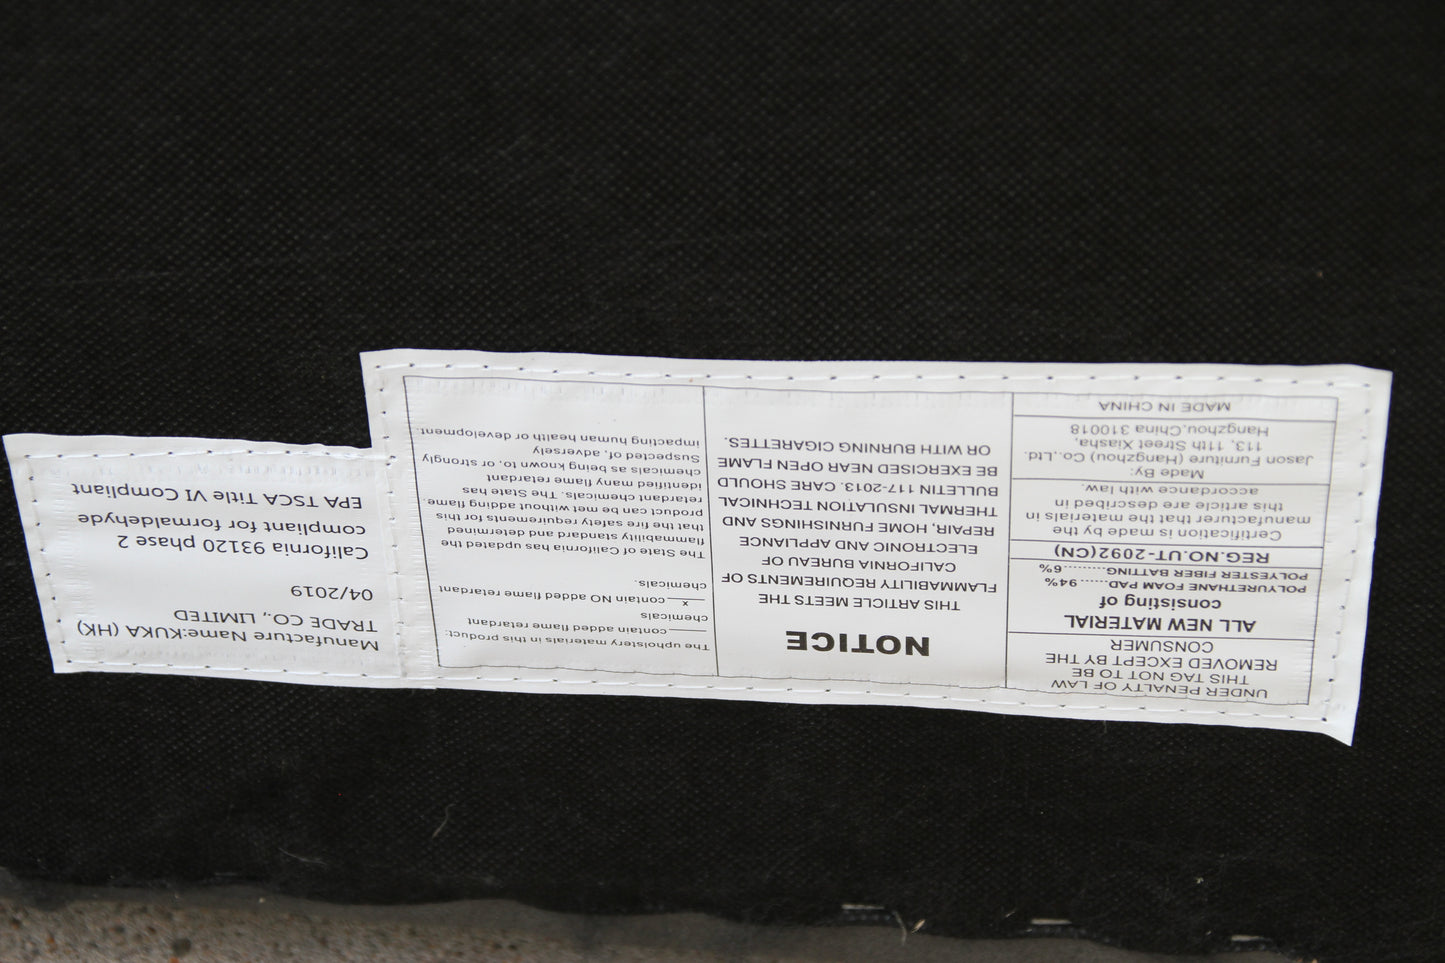 UNDER PENALTY OF LAW
THIS TAG NOT TO BE
REMOVED EXCEPT BY THE
CONSUMER
ALL NEW MATERIAL
consisting of
POLYURETHANE FOAM PAD......94%
POLYESTER FIBER BATTING.........6%
REG.NO.UT-2092(CN)
Certification is made by the
manufacturer that the materials in
this article are described in
accordance with law.
Made By:
Jason Furniture (Hangzhou) Co.,Ltd.
113, 11th Street Xiasha,
Hangzhou,China 310018
MADE IN CHINA
NOTICE
THIS ARTICLE MEETS THE
FLAMMABILITY REQUIREMENTS OF
CALIFORNIA BUREAU OF
ELECTRONIC AND APPLIANCE
REPAIR, HOME FURNISHINGS AND
THERMAL INSULATION TECHNICAL
BULLETIN 117-2013. CARE SHOULD
BE EXERCISED NEAR OPEN FLAME
OR WITH BURNING CIGARETTES.
The upholstery materials in this product:
____contain added flame retardant
chemicals
__x__contain NO added flame retardant
chemicals.
The State of California has updated the
flammability standard and determined
that the fire safety requirements for this
product can be met without adding flame
retardant chemicals. The State has
identified many flame retardant
chemicals as being known to, or strongly
Suspected of, adversely
impacting human health or development.
Manufacture Name:KUKA (HK)
TRADE CO., LIMITED
04/2019
California 93120 phase 2
compliant for formaldehyde
EPA TSCA Title VI Compliant